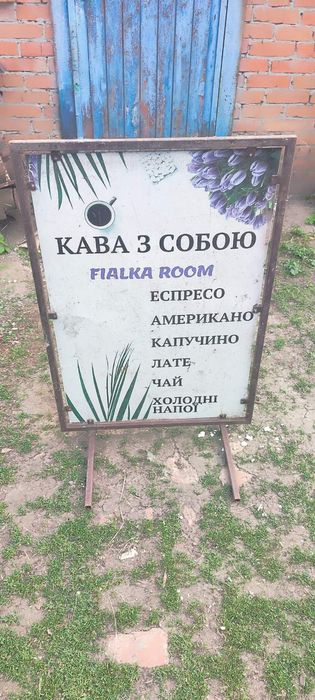 КАВА З СОБОЮ
FIALKA ROOM
ЕСПРЕСО
АМЕРИКАНО
КАПУЧИНО
ЛАТЕ
ЧАЙ
ХОЛОДНІ
НАПОЇ